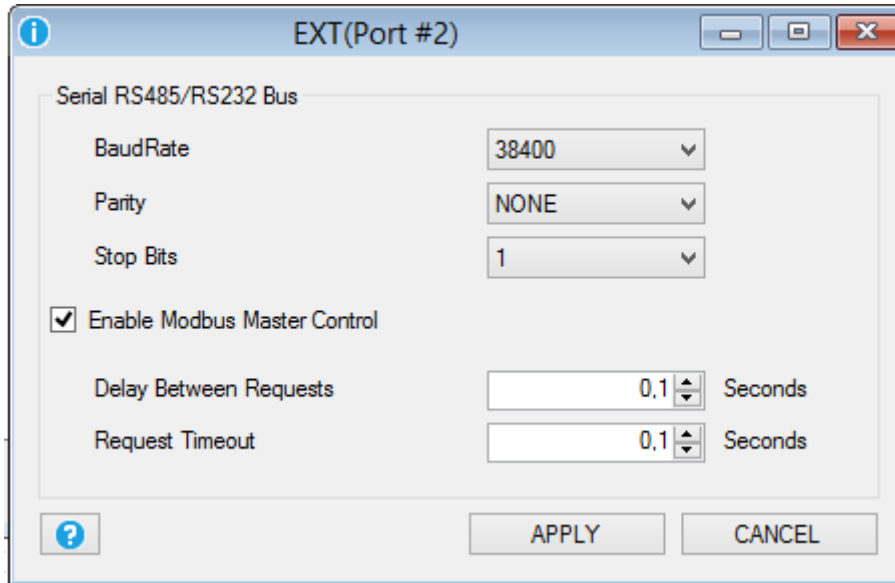 EXT(Port #2)
Serial RS485/RS232 Bus
BaudRate 38400
Parity NONE
Stop Bits 1
Enable Modbus Master Control
Delay Between Requests 0,1 Seconds
Request Timeout 0,1 Seconds
APPLY CANCEL